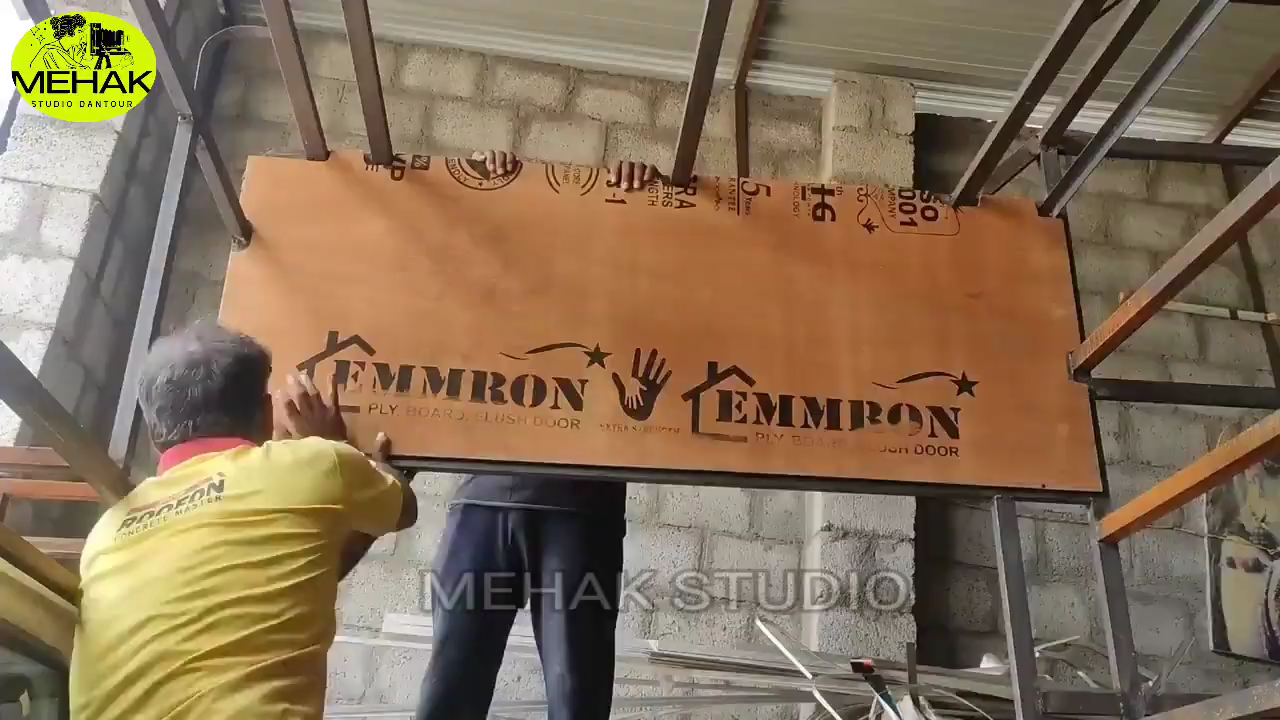 MEHAK
STUDIO DANTOUR
5 Years
EMMRON
PLY, BOARD, FLUSH DOOR
EXTRA STRENGTH
EMMRON
PLY, BOARD, FLUSH DOOR
ROOFON
CONCRETE MASTER
MEHAK STUDIO